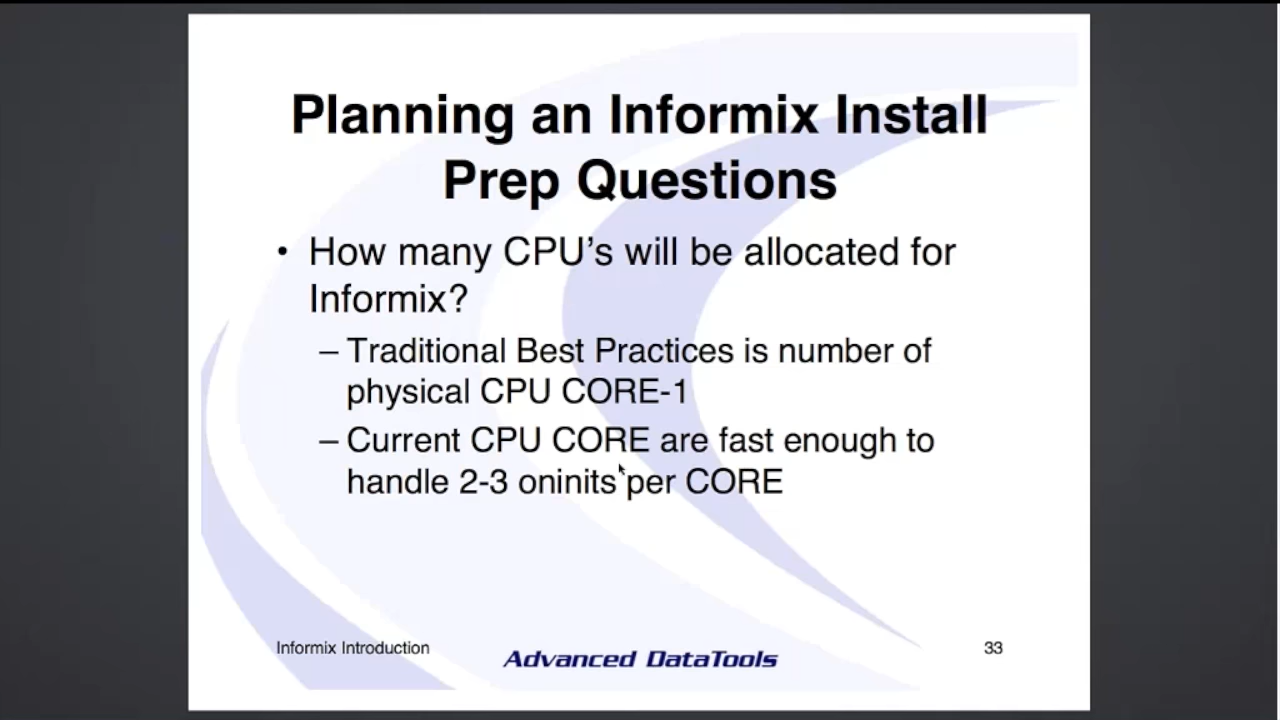 Planning an Informix Install
Prep Questions
• How many CPU’s will be allocated for
Informix?
– Traditional Best Practices is number of
physical CPU CORE-1
– Current CPU CORE are fast enough to
handle 2-3 oninits per CORE
Informix Introduction
Advanced DataTools
33